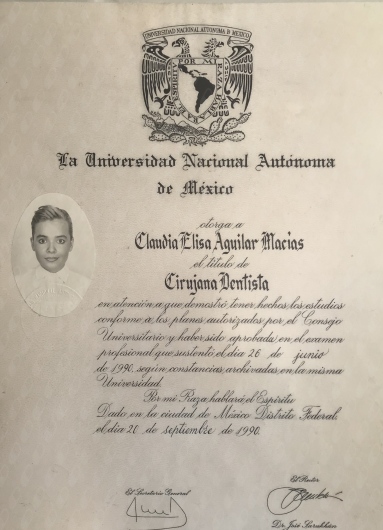 UNIVERSIDAD NACIONAL AUTONOMA D MEXICO
POR MI RAZA HABLARA EL ESPIRITU
La Universidad Nacional Autónoma
de México
otorga a
Claudia Elisa Aguilar Macías
el título de
Cirujana Dentista
en atención a que demostró tener hechos los estudios
conforme a los planes autorizados por el Consejo
Universitario y haber sido aprobada en el examen
profesional que sustentó el día 26 de junio
de 1990, según constancias archivadas en la misma
Universidad.
Por mi Raza hablará el Espíritu
Dado en la ciudad de México Distrito Federal,
el día 20 de septiembre de 1990.
El Secretario General
El Rector
Dr. José Sarukhán